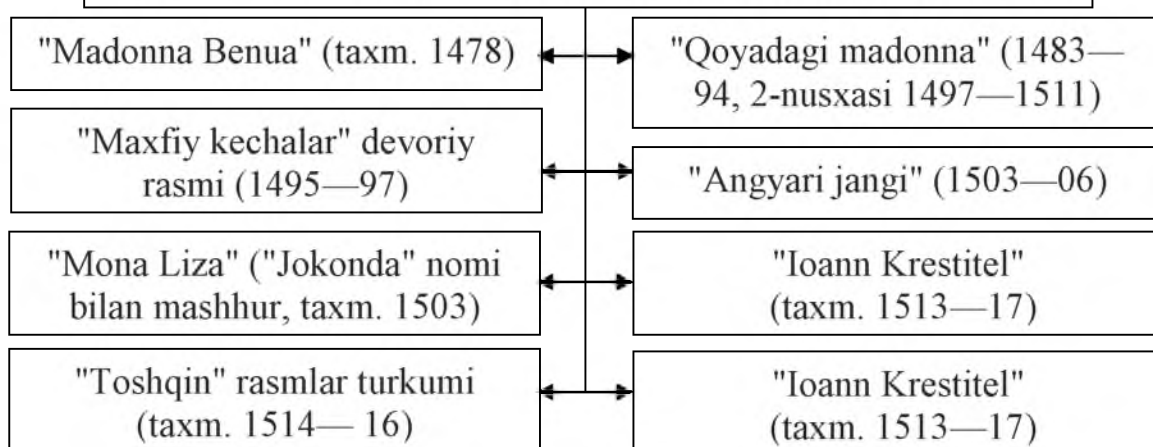 "Madonna Benua" (taxm. 1478)
"Qoyadagi madonna" (1483—
94, 2-nusxasi 1497—1511)
"Maxfiy kechalar" devoriy
rasmi (1495—97)
"Angyari jangi" (1503—06)
"Mona Liza" ("Jokonda" nomi
bilan mashhur, taxm. 1503)
"Ioann Krestitel"
(taxm. 1513—17)
"Toshqin" rasmlar turkumi
(taxm. 1514— 16)
"Ioann Krestitel"
(taxm. 1513—17)